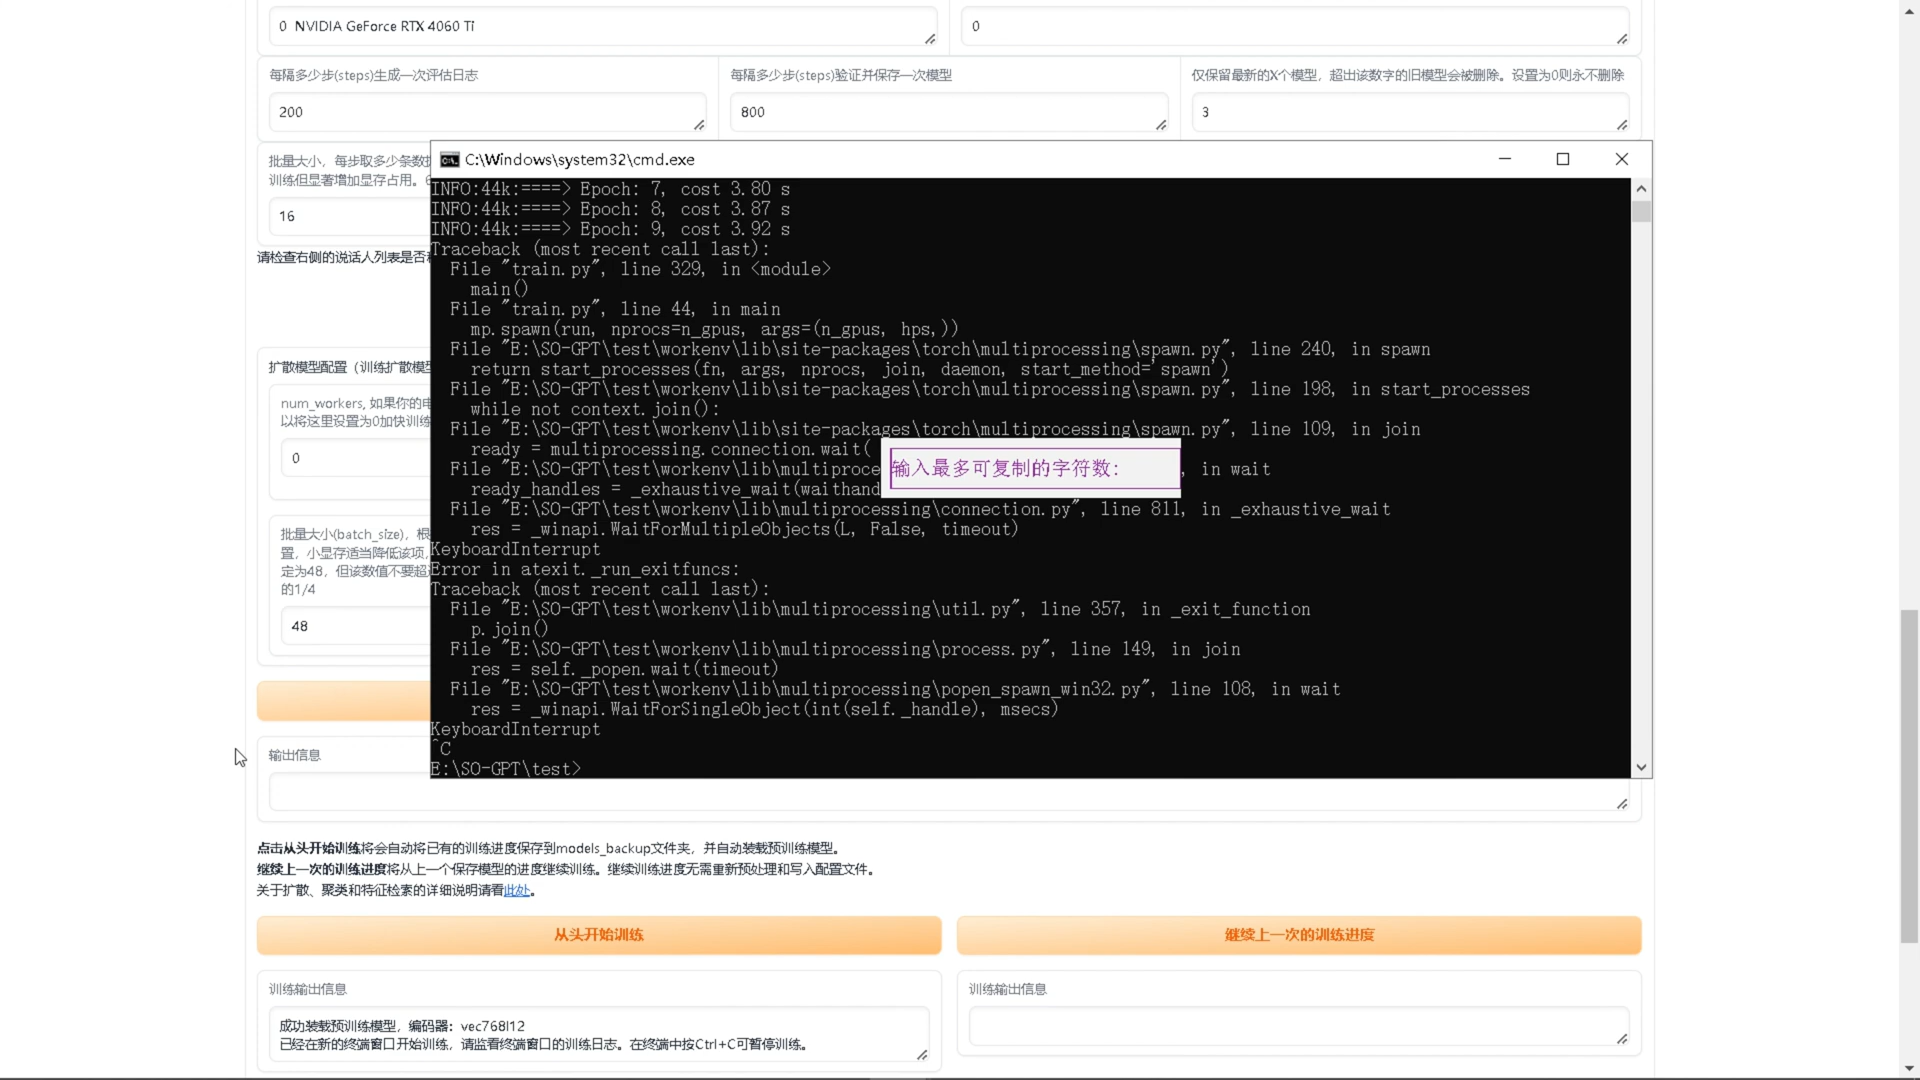 0  NVIDIA GeForce RTX 4060 Ti
0
每隔多少步(steps)生成一次评估日志
每隔多少步(steps)验证并保存一次模型
仅保留最新的X个模型，超出该数字的旧模型会被删除。设置为0则永不删除
200
800
3
批量大小，每步取多少条数据
训练但显著增加显存占用。6
16
请检查右侧的说话人列表是否和
扩散模型配置（训练扩散模型
num_workers, 如果你的电
以将这里设置为0加快训练
0
批量大小(batch_size)，根
置，小显存适当降低该项，
定为48，但该数值不要超过
的1/4
48
C:\Windows\system32\cmd.exe
INFO:44k:====> Epoch: 7, cost 3.80 s
INFO:44k:====> Epoch: 8, cost 3.87 s
INFO:44k:====> Epoch: 9, cost 3.92 s
Traceback (most recent call last):
File "train.py", line 329, in <module>
main()
File "train.py", line 44, in main
mp.spawn(run, nprocs=n_gpus, args=(n_gpus, hps,))
File "E:\SO-GPT\test\workenv\lib\site-packages\torch\multiprocessing\spawn.py", line 240, in spawn
return start_processes(fn, args, nprocs, join, daemon, start_method='spawn')
File "E:\SO-GPT\test\workenv\lib\site-packages\torch\multiprocessing\spawn.py", line 198, in start_processes
while not context.join():
File "E:\SO-GPT\test\workenv\lib\site-packages\torch\multiprocessing\spawn.py", line 109, in join
ready = multiprocessing.connection.wait(
输入最多可复制的字符数:
File "E:\SO-GPT\test\workenv\lib\multiproce , in wait
ready_handles = _exhaustive_wait(waithand
File "E:\SO-GPT\test\workenv\lib\multiprocessing\connection.py", line 811, in _exhaustive_wait
res = _winapi.WaitForMultipleObjects(L, False, timeout)
KeyboardInterrupt
Error in atexit._run_exitfuncs:
Traceback (most recent call last):
File "E:\SO-GPT\test\workenv\lib\multiprocessing\util.py", line 357, in _exit_function
p.join()
File "E:\SO-GPT\test\workenv\lib\multiprocessing\process.py", line 149, in join
res = self._popen.wait(timeout)
File "E:\SO-GPT\test\workenv\lib\multiprocessing\popen_spawn_win32.py", line 108, in wait
res = _winapi.WaitForSingleObject(int(self._handle), msecs)
KeyboardInterrupt
^C
E:\SO-GPT\test>
输出信息
点击从头开始训练将会自动将已有的训练进度保存到models_backup文件夹，并自动装载预训练模型。
继续上一次的训练进度将从上一个保存模型的进度继续训练。继续训练进度无需重新预处理和写入配置文件。
关于扩散、聚类和特征检索的详细说明请看此处。
从头开始训练
继续上一次的训练进度
训练输出信息
训练输出信息
成功装载预训练模型，编码器：vec768l12
已经在新的终端窗口开始训练，请监看终端窗口的训练日志。在终端中按Ctrl+C可暂停训练。